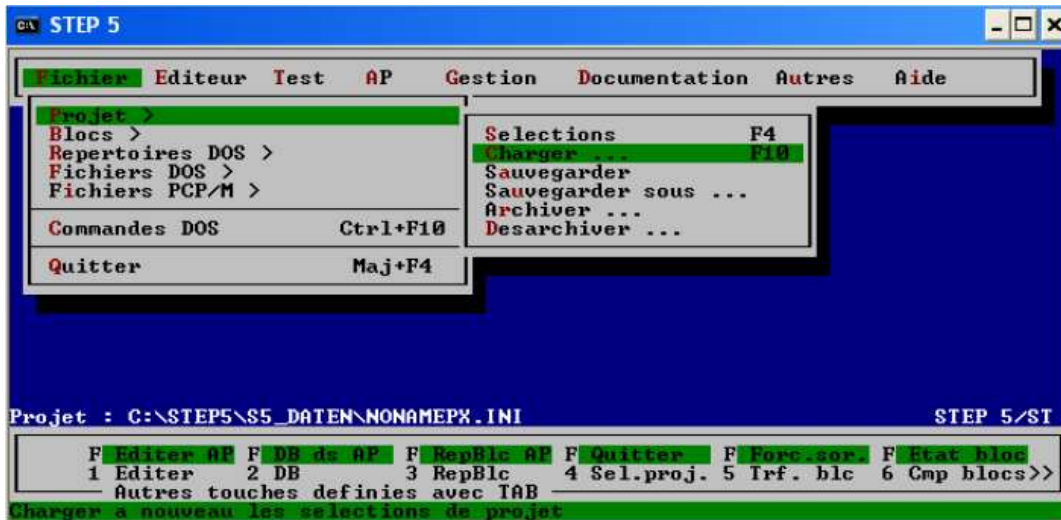 STEP 5
Fichier Editeur Test AP Gestion Documentation Autres Aide
Projet >
Blocs >
Repertoires DOS >
Fichiers DOS >
Fichiers PCP/M >
Commandes DOS Ctrl+F10
Quitter Maj+F4
Selections F4
Charger ... F10
Sauvegarder
Sauvegarder sous ...
Archiver ...
Desarchiver ...
Projet : C:\STEP5\S5_DATEN\NONAMEPX.INI STEP 5/ST
F Editer AP F DB ds AP F RepBlc AP F Quitter F Forc.sor. F Etat bloc
1 Editer 2 DB 3 RepBlc 4 Sel.proj. 5 Trf. blc 6 Cmp blocs>>
Autres touches definies avec TAB
Charger a nouveau les selections de projet